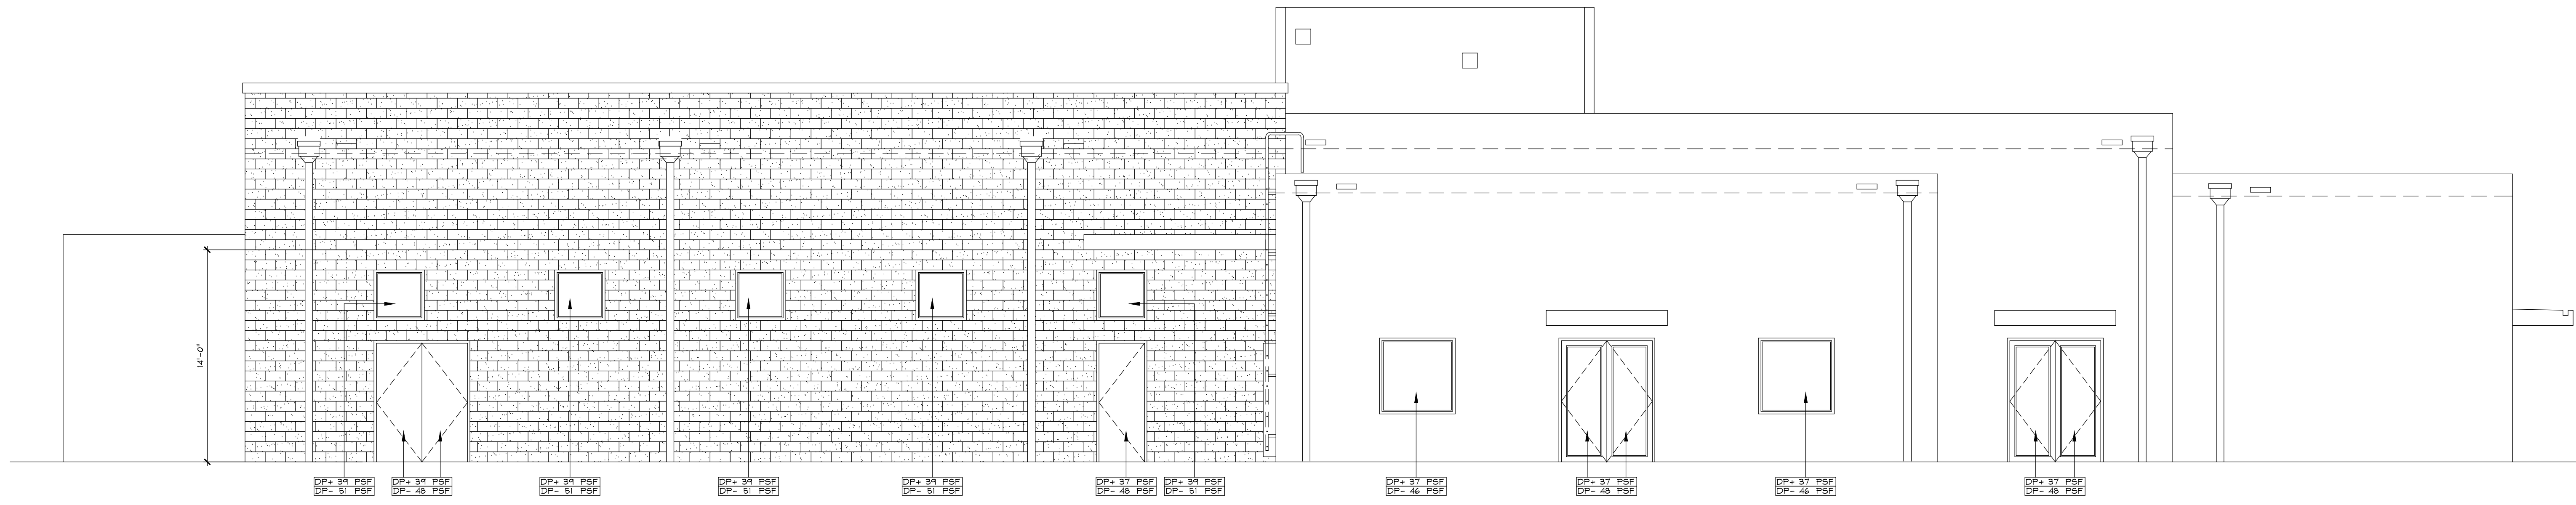 14'-0"
DP+ 39 PSF
DP- 51 PSF
DP+ 39 PSF
DP- 48 PSF
DP+ 39 PSF
DP- 51 PSF
DP+ 39 PSF
DP- 51 PSF
DP+ 39 PSF
DP- 51 PSF
DP+ 37 PSF
DP- 48 PSF
DP+ 39 PSF
DP- 51 PSF
DP+ 37 PSF
DP- 46 PSF
DP+ 37 PSF
DP- 48 PSF
DP+ 37 PSF
DP- 46 PSF
DP+ 37 PSF
DP- 48 PSF